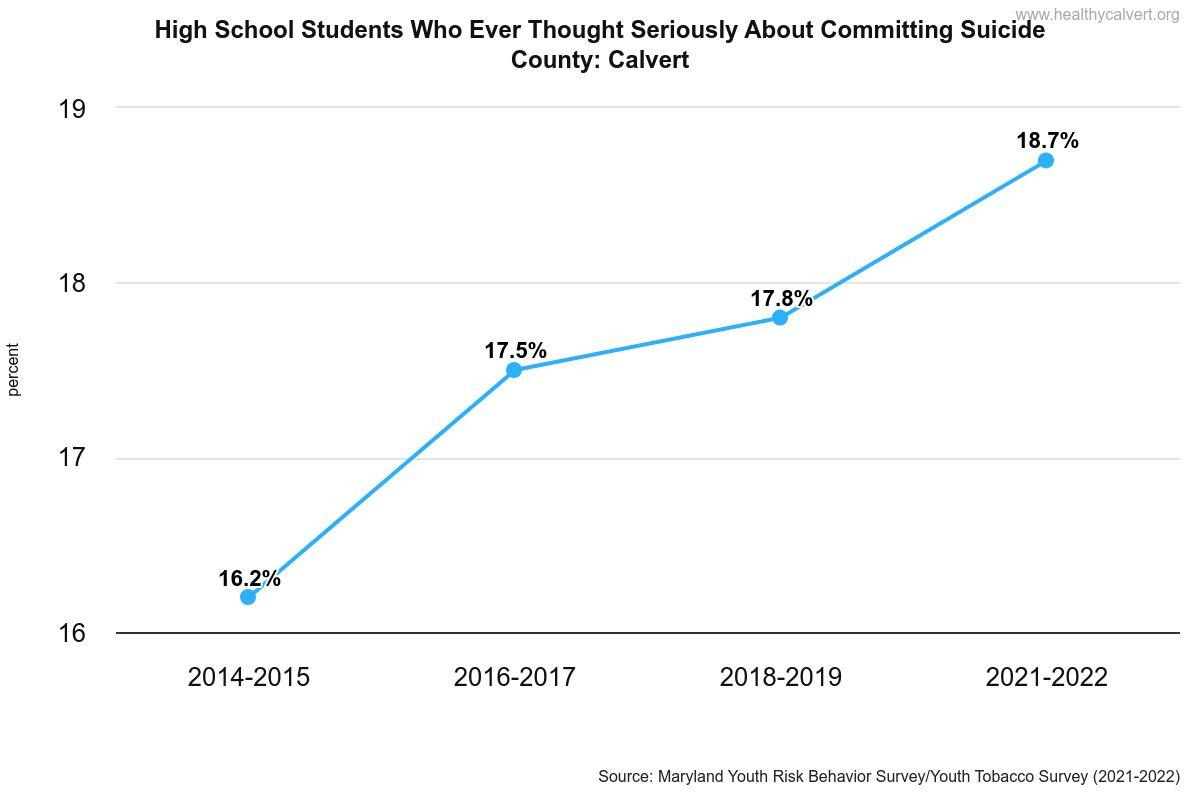 www.healthycalvert.org
High School Students Who Ever Thought Seriously About Committing Suicide
County: Calvert
19
18
17
16
percent
16.2%
17.5%
17.8%
18.7%
2014-2015
2016-2017
2018-2019
2021-2022
Source: Maryland Youth Risk Behavior Survey/Youth Tobacco Survey (2021-2022)